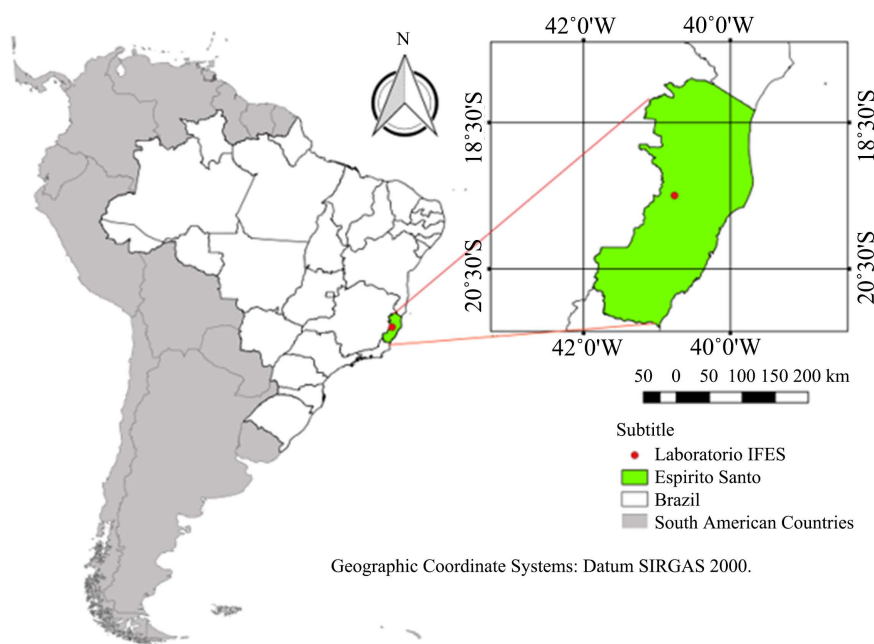 N
42°0'W 40°0'W
18°30'S 18°30'S
20°30'S 20°30'S
42°0'W 40°0'W
50 0 50 100 150 200 km
Subtitle
Laboratorio IFES
Espirito Santo
Brazil
South American Countries
Geographic Coordinate Systems: Datum SIRGAS 2000.